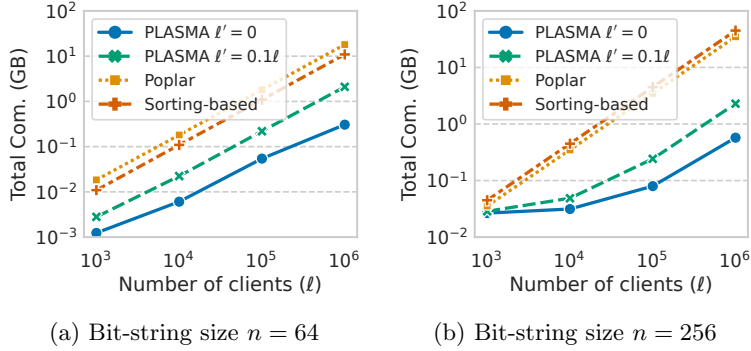 PLASMA ℓ′ = 0
PLASMA ℓ′ = 0.1ℓ
Poplar
Sorting-based
10²
10¹
10⁰
10⁻¹
10⁻²
10⁻³
Total Com. (GB)
10³ 10⁴ 10⁵ 10⁶
Number of clients (ℓ)
(a) Bit-string size n = 64
PLASMA ℓ′ = 0
PLASMA ℓ′ = 0.1ℓ
Poplar
Sorting-based
10²
10¹
10⁰
10⁻¹
10⁻²
Total Com. (GB)
10³ 10⁴ 10⁵ 10⁶
Number of clients (ℓ)
(b) Bit-string size n = 256